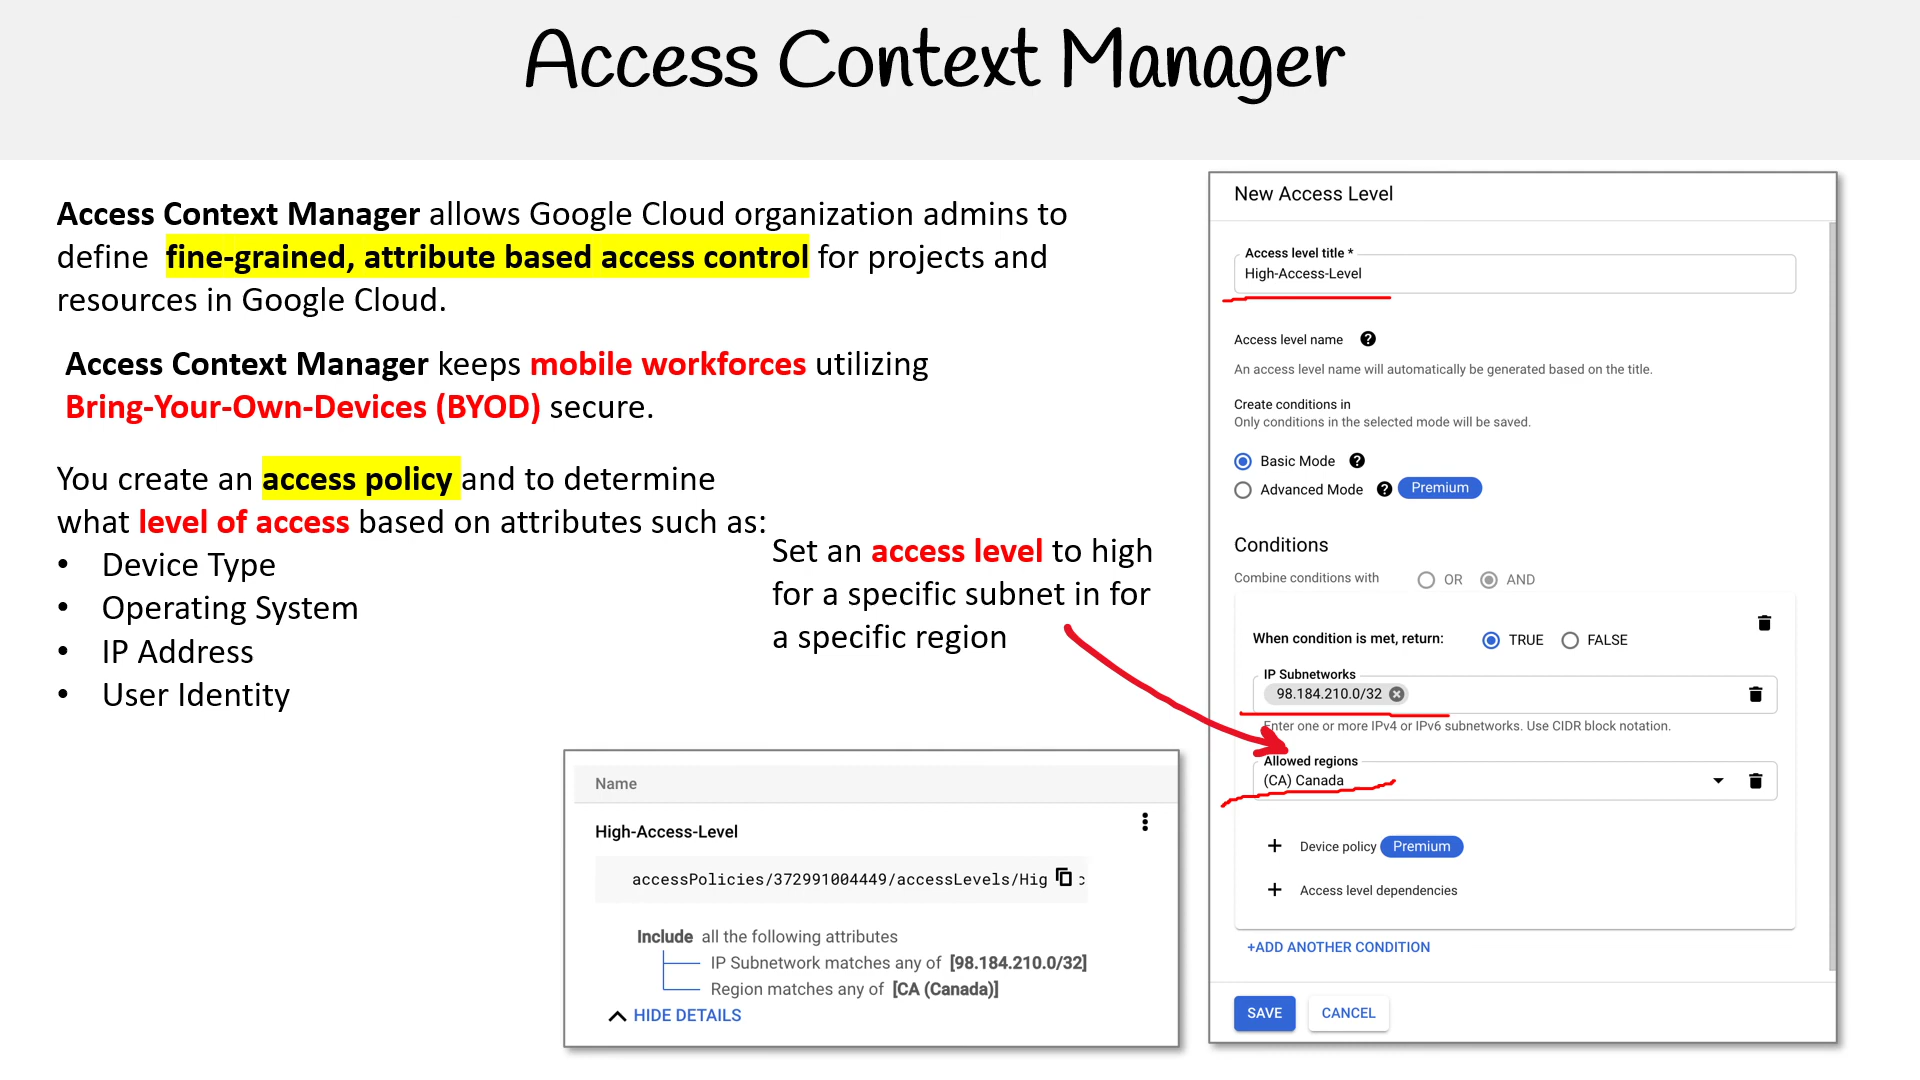 Access Context Manager
Access Context Manager allows Google Cloud organization admins to
define fine-grained, attribute based access control for projects and
resources in Google Cloud.
Access Context Manager keeps mobile workforces utilizing
Bring-Your-Own-Devices (BYOD) secure.
You create an access policy and to determine
what level of access based on attributes such as:
• Device Type
• Operating System
• IP Address
• User Identity
Set an access level to high
for a specific subnet in for
a specific region
Name
High-Access-Level
accessPolicies/372991004449/accessLevels/Hig
Include all the following attributes
IP Subnetwork matches any of [98.184.210.0/32]
Region matches any of [CA (Canada)]
HIDE DETAILS
New Access Level
Access level title *
High-Access-Level
Access level name
An access level name will automatically be generated based on the title.
Create conditions in
Only conditions in the selected mode will be saved.
Basic Mode
Advanced Mode Premium
Conditions
Combine conditions with OR AND
When condition is met, return: TRUE FALSE
IP Subnetworks
98.184.210.0/32
Enter one or more IPv4 or IPv6 subnetworks. Use CIDR block notation.
Allowed regions
(CA) Canada
+ Device policy Premium
+ Access level dependencies
+ADD ANOTHER CONDITION
SAVE CANCEL